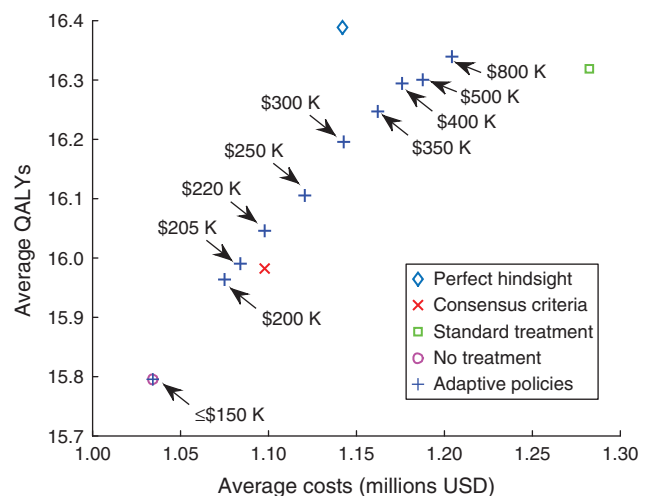 16.4
16.3
16.2
16.1
16.0
15.9
15.8
15.7
Average QALYs
$800 K
$500 K
$400 K
$350 K
$300 K
$250 K
$220 K
$205 K
$200 K
≤$150 K
Perfect hindsight
Consensus criteria
Standard treatment
No treatment
Adaptive policies
1.00 1.05 1.10 1.15 1.20 1.25 1.30
Average costs (millions USD)